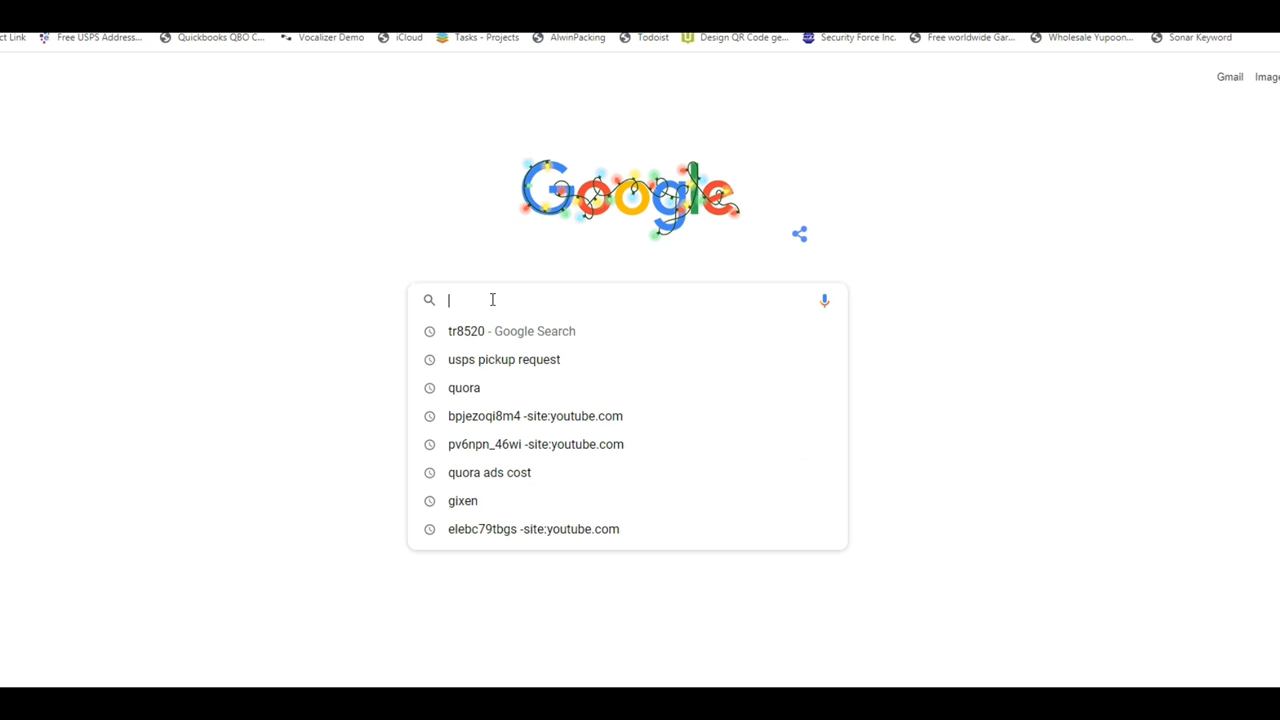 ct Link Free USPS Address... Quickbooks QBO C... Vocalizer Demo iCloud Tasks - Projects AlwinPacking Todoist Design QR Code ge... Security Force Inc. Free worldwide Gar... Wholesale Yupoon... Sonar Keyword
Gmail Image
Google
tr8520 - Google Search
usps pickup request
quora
bpjezoqi8m4 -site:youtube.com
pv6npn_46wi -site:youtube.com
quora ads cost
gixen
elebc79tbgs -site:youtube.com